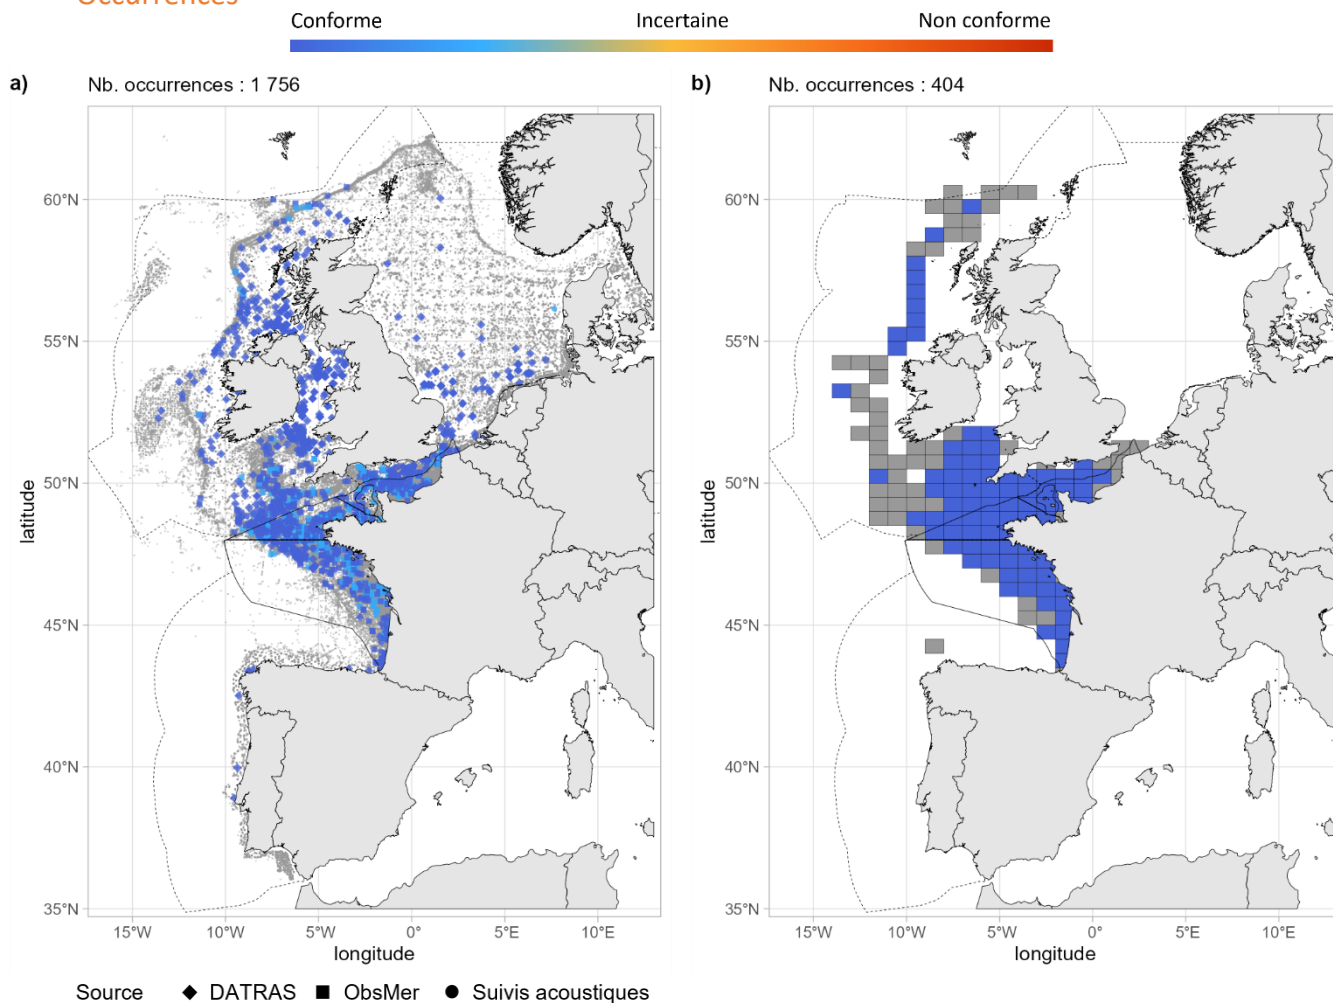 Occurrences
Conforme Incertaine Non conforme
a) Nb. occurrences : 1 756
b) Nb. occurrences : 404
60°N
55°N
50°N
45°N
40°N
35°N
latitude
15°W 10°W 5°W 0° 5°E 10°E
longitude
60°N
55°N
50°N
45°N
40°N
35°N
latitude
15°W 10°W 5°W 0° 5°E 10°E
longitude
Source DATRAS ObsMer Suivis acoustiques